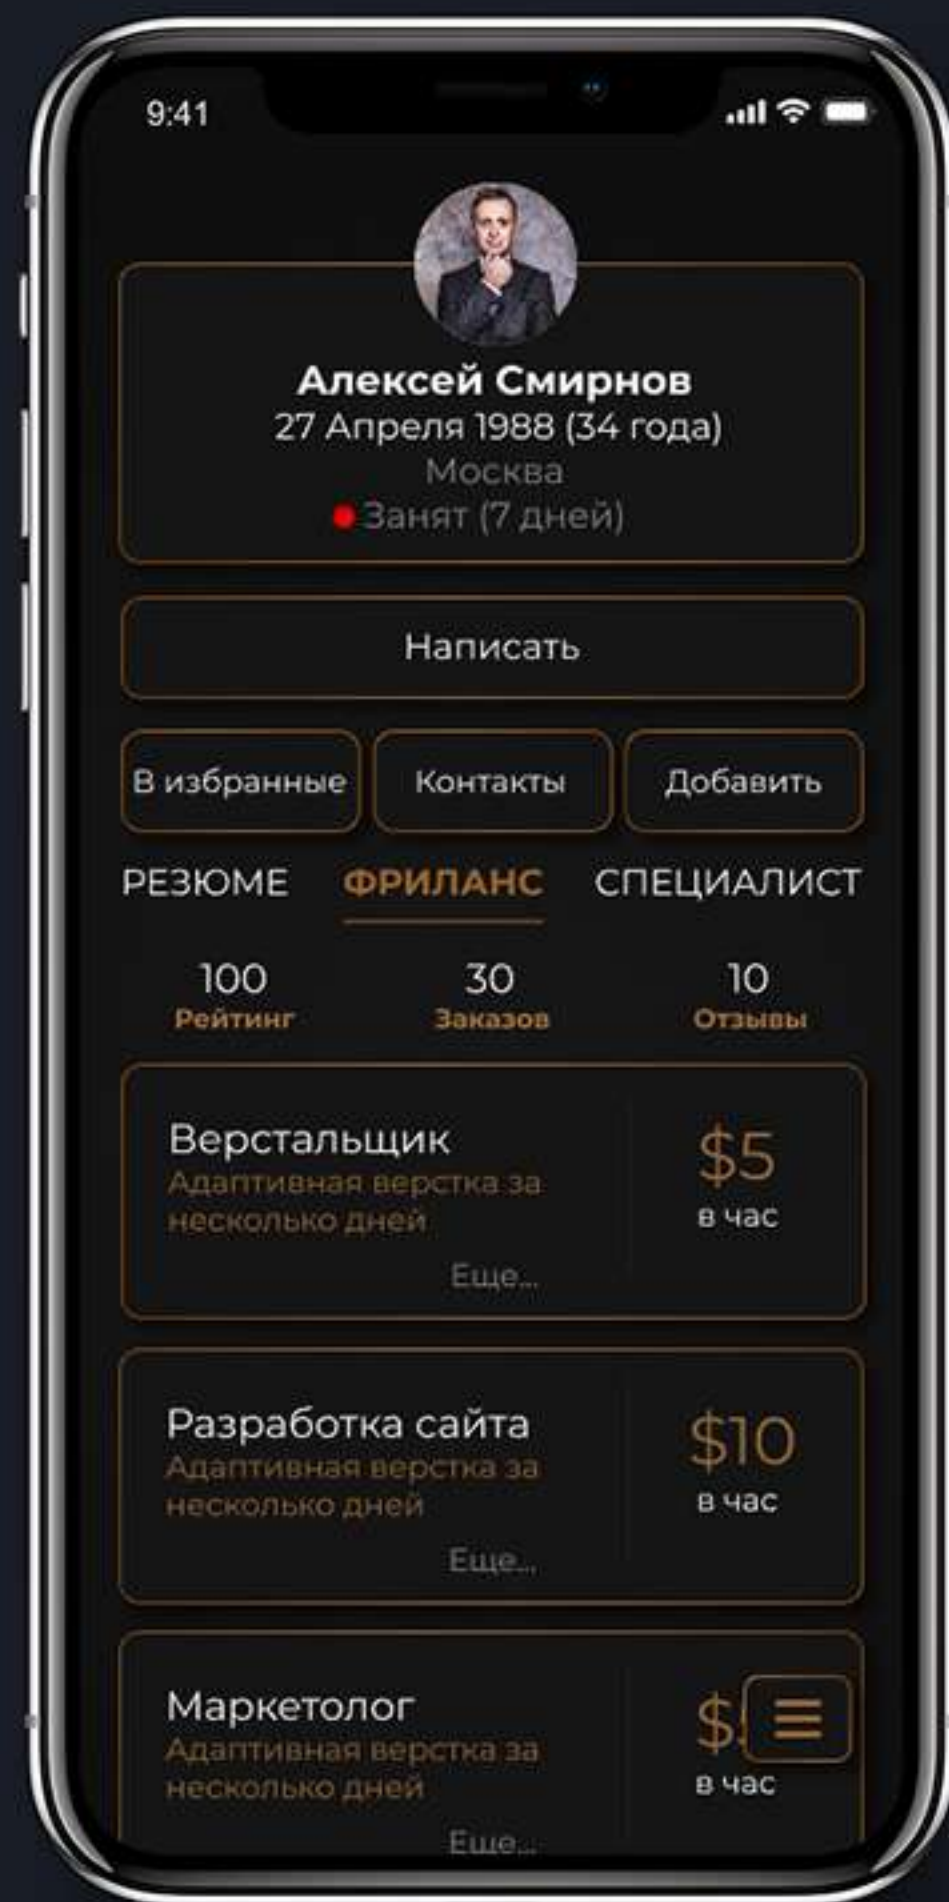 9:41
Алексей Смирнов
27 Апреля 1988 (34 года)
Москва
Занят (7 дней)
Написать
В избранные Контакты Добавить
РЕЗЮМЕ ФРИЛАНС СПЕЦИАЛИСТ
100 30 10
Рейтинг Заказов Отзывы
Верстальщик
Адаптивная верстка за
несколько дней
Еще...
$5
в час
Разработка сайта
Адаптивная верстка за
несколько дней
Еще...
$10
в час
Маркетолог
Адаптивная верстка за
несколько дней
Еще...
в час